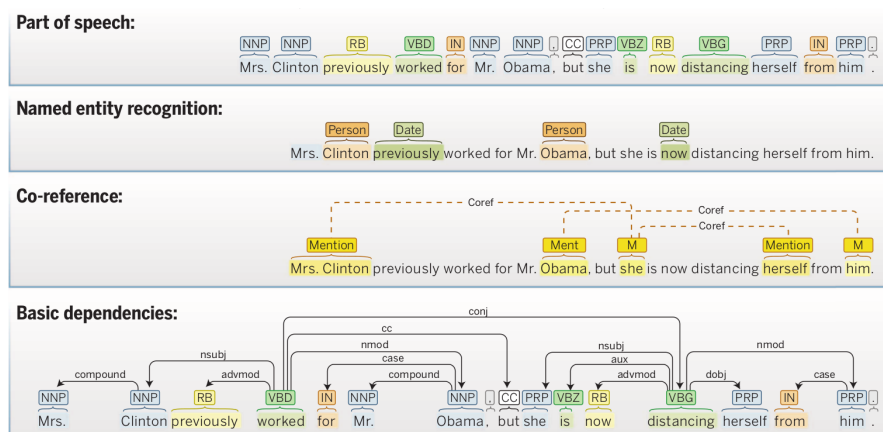 Part of speech:
NNP NNP RB VBD IN NNP NNP , CC PRP VBZ RB VBG PRP IN PRP .
Mrs. Clinton previously worked for Mr. Obama, but she is now distancing herself from him .
Named entity recognition:
Person Date Person Date
Mrs. Clinton previously worked for Mr. Obama, but she is now distancing herself from him.
Co-reference:
Coref
Coref
Coref
Mention Ment M Mention M
Mrs. Clinton previously worked for Mr. Obama, but she is now distancing herself from him.
Basic dependencies:
conj
cc
nmod nsubj nmod
nsubj case aux
compound advmod compound advmod dobj case
NNP NNP RB VBD IN NNP NNP , CC PRP VBZ RB VBG PRP IN PRP .
Mrs. Clinton previously worked for Mr. Obama, but she is now distancing herself from him.